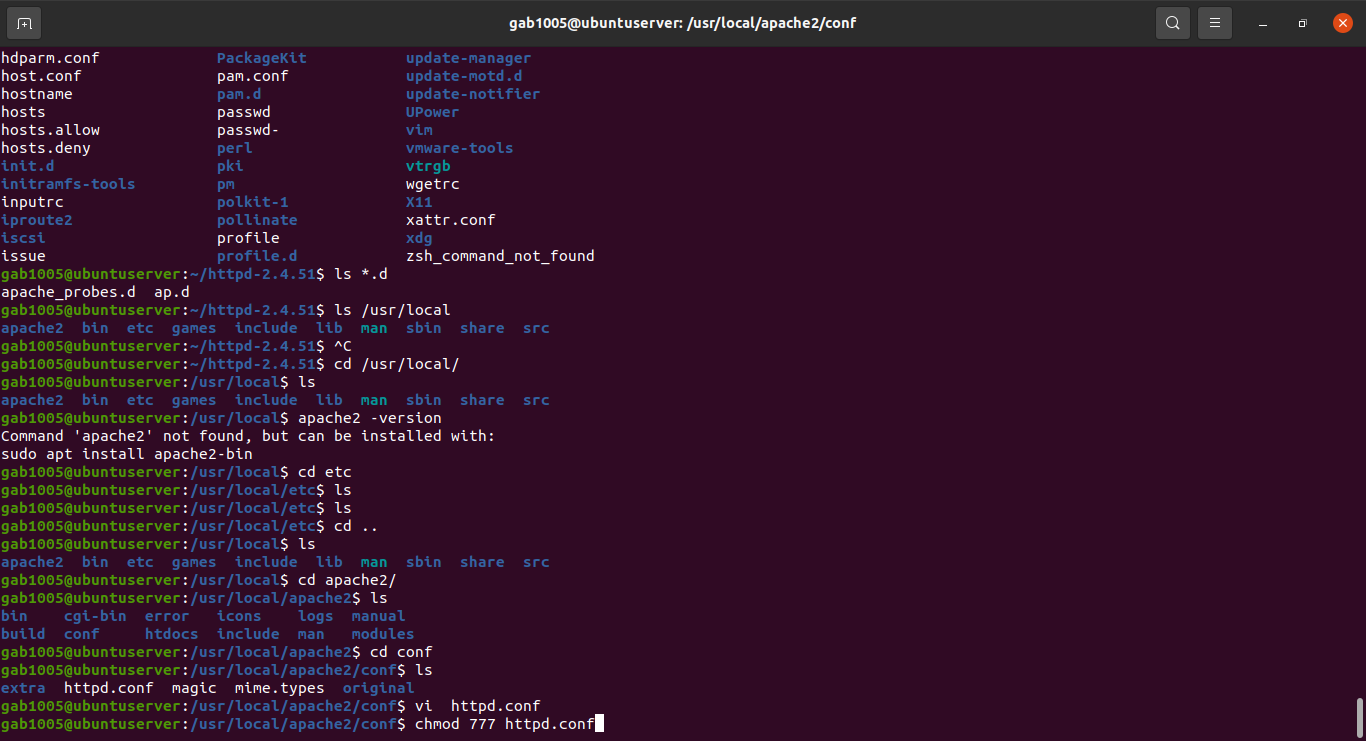 gab1005@ubuntuserver: /usr/local/apache2/conf
hdparm.conf PackageKit update-manager
host.conf pam.conf update-motd.d
hostname pam.d update-notifier
hosts passwd UPower
hosts.allow passwd- vim
hosts.deny perl vmware-tools
init.d pki vtrgb
initramfs-tools pm wgetrc
inputrc polkit-1 X11
iproute2 pollinate xattr.conf
iscsi profile xdg
issue profile.d zsh_command_not_found
gab1005@ubuntuserver:~/httpd-2.4.51$ ls *.d
apache_probes.d ap.d
gab1005@ubuntuserver:~/httpd-2.4.51$ ls /usr/local
apache2 bin etc games include lib man sbin share src
gab1005@ubuntuserver:~/httpd-2.4.51$ ^C
gab1005@ubuntuserver:~/httpd-2.4.51$ cd /usr/local/
gab1005@ubuntuserver:/usr/local$ ls
apache2 bin etc games include lib man sbin share src
gab1005@ubuntuserver:/usr/local$ apache2 -version
Command 'apache2' not found, but can be installed with:
sudo apt install apache2-bin
gab1005@ubuntuserver:/usr/local$ cd etc
gab1005@ubuntuserver:/usr/local/etc$ ls
gab1005@ubuntuserver:/usr/local/etc$ ls
gab1005@ubuntuserver:/usr/local/etc$ cd ..
gab1005@ubuntuserver:/usr/local$ ls
apache2 bin etc games include lib man sbin share src
gab1005@ubuntuserver:/usr/local$ cd apache2/
gab1005@ubuntuserver:/usr/local/apache2$ ls
bin cgi-bin error icons logs manual
build conf htdocs include man modules
gab1005@ubuntuserver:/usr/local/apache2$ cd conf
gab1005@ubuntuserver:/usr/local/apache2/conf$ ls
extra httpd.conf magic mime.types original
gab1005@ubuntuserver:/usr/local/apache2/conf$ vi httpd.conf
gab1005@ubuntuserver:/usr/local/apache2/conf$ chmod 777 httpd.conf